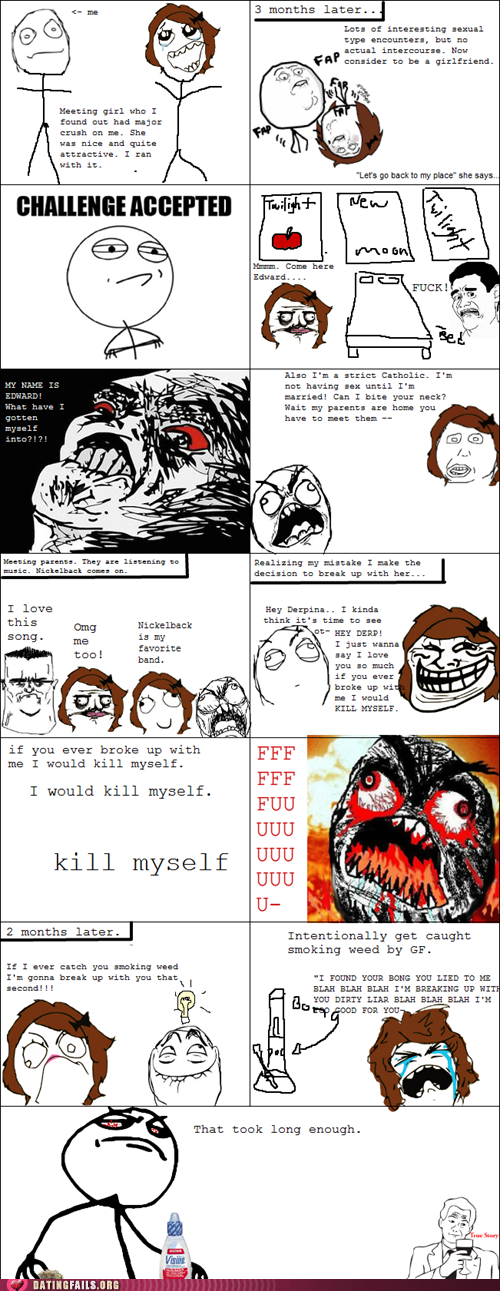 <- me
Meeting girl who I
found out had major
crush on me. She
was nice and quite
attractive. I ran
with it.
3 months later...
Lots of interesting sexual
type encounters, but no
actual intercourse. Now
consider to be a girlfriend.
FAP
FAP
FAP
FAP
"Let's go back to my place" she says...
CHALLENGE ACCEPTED
Twilight
New
moon
Twilight
Mmmm. Come here
Edward....
FUCK!
Bed
MY NAME IS
EDWARD!
What have I
gotten
myself
into?!?!
Also I'm a strict Catholic. I'm
not having sex until I'm
married! Can I bite your neck?
Wait my parents are home you
have to meet them --
Meeting parents. They are listening to
music. Nickelback comes on.
I love
this
song.
Omg
me
too!
Nickelback
is my
favorite
band.
Realizing my mistake I make the
decision to break up with her...
Hey Derpina.. I kinda
think it's time to see
ot-
HEY DERP!
I just wanna
say I love
you so much
if you ever
broke up with
me I would
KILL MYSELF.
if you ever broke up with
me I would kill myself.
I would kill myself.
kill myself
FFF
FFF
FUU
UUU
UUU
UUU
U-
2 months later.
If I ever catch you smoking weed
I'm gonna break up with you that
second!!!
Intentionally get caught
smoking weed by GF.
"I FOUND YOUR BONG YOU LIED TO ME
BLAH BLAH BLAH I'M BREAKING UP WITH
YOU DIRTY LIAR BLAH BLAH BLAH I'M
TOO GOOD FOR YOU-
That took long enough.
Visine
True Story
DATINGFAILS.ORG